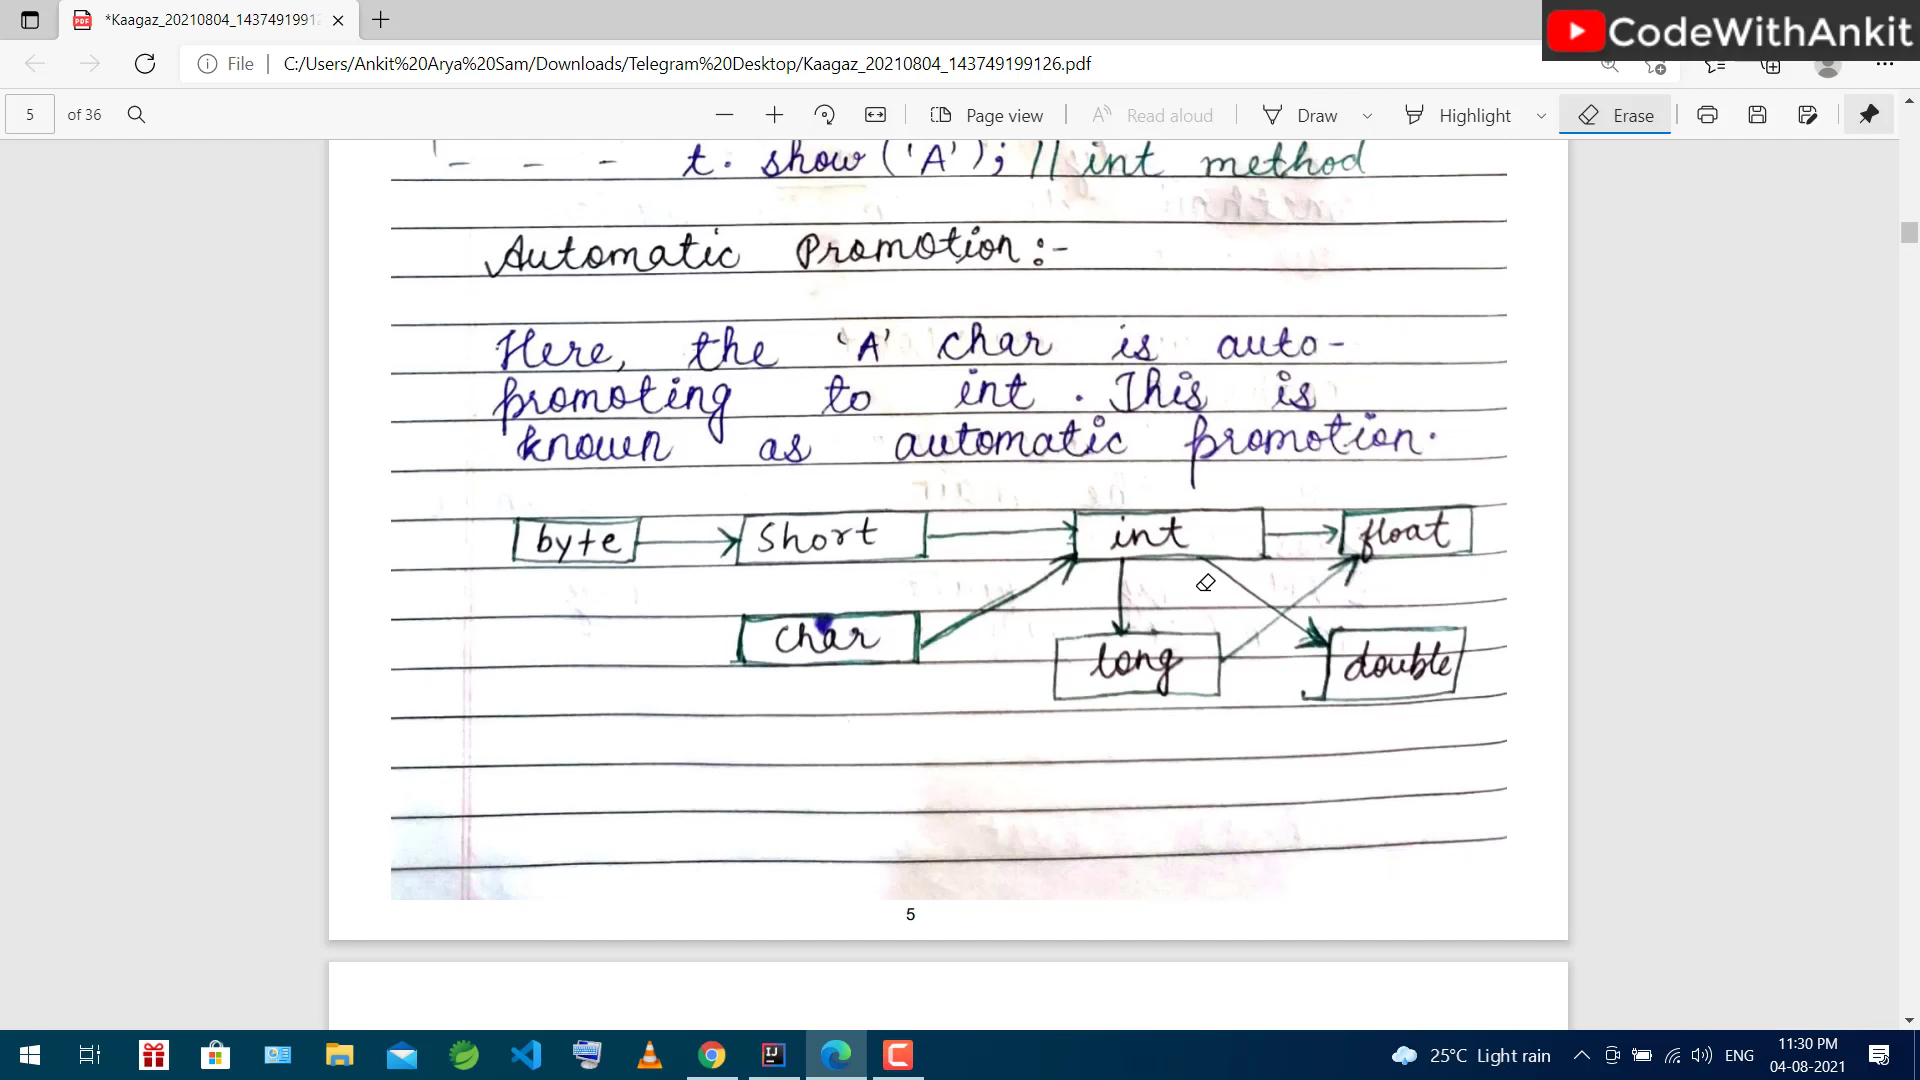 *Kaagaz_20210804_14374919912
CodeWithAnkit
File
C:/Users/Ankit%20Arya%20Sam/Downloads/Telegram%20Desktop/Kaagaz_20210804_143749199126.pdf
5 of 36
Page view
Read aloud
Draw
Highlight
Erase
t. show ('A'); // int method
Automatic Promotion :-
Here, the 'A' char is auto-
promoting to int. This is
known as automatic promotion.
byte Short int float
char long double
5
25°C Light rain
ENG
11:30 PM
04-08-2021